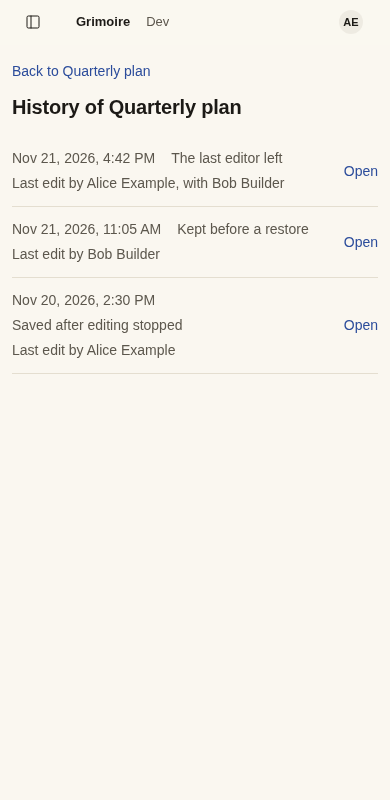 Grimoire Dev AE
Back to Quarterly plan
History of Quarterly plan
Nov 21, 2026, 4:42 PM The last editor left
Last edit by Alice Example, with Bob Builder
Open
Nov 21, 2026, 11:05 AM Kept before a restore
Last edit by Bob Builder
Open
Nov 20, 2026, 2:30 PM
Saved after editing stopped
Last edit by Alice Example
Open